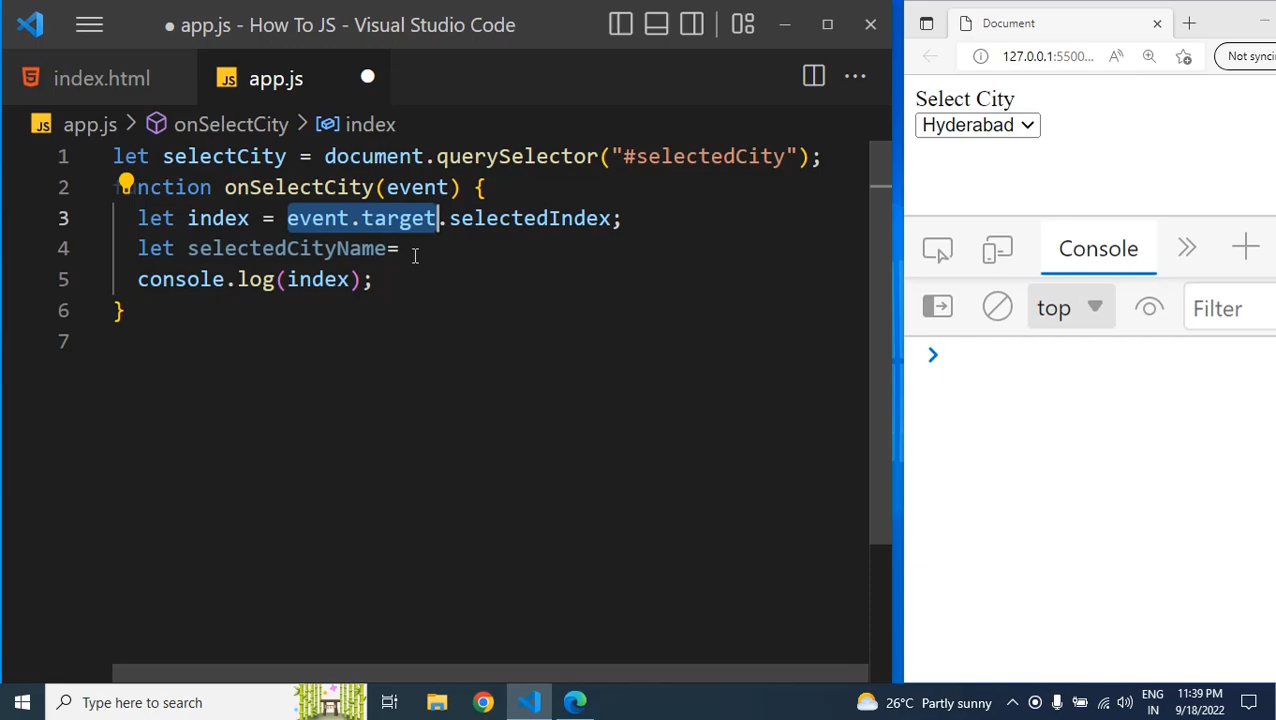 app.js - How To JS - Visual Studio Code
index.html
JS app.js
JS app.js > onSelectCity > index
1 let selectCity = document.querySelector("#selectedCity");
2 nction onSelectCity(event) {
3 let index = event.target.selectedIndex;
4 let selectedCityName=
5 console.log(index);
6 }
7
Document
127.0.0.1:5500...
Not syncin
Select City
Hyderabad
Console
top
Filter
Type here to search
26°C Partly sunny
ENG
IN
11:39 PM
9/18/2022